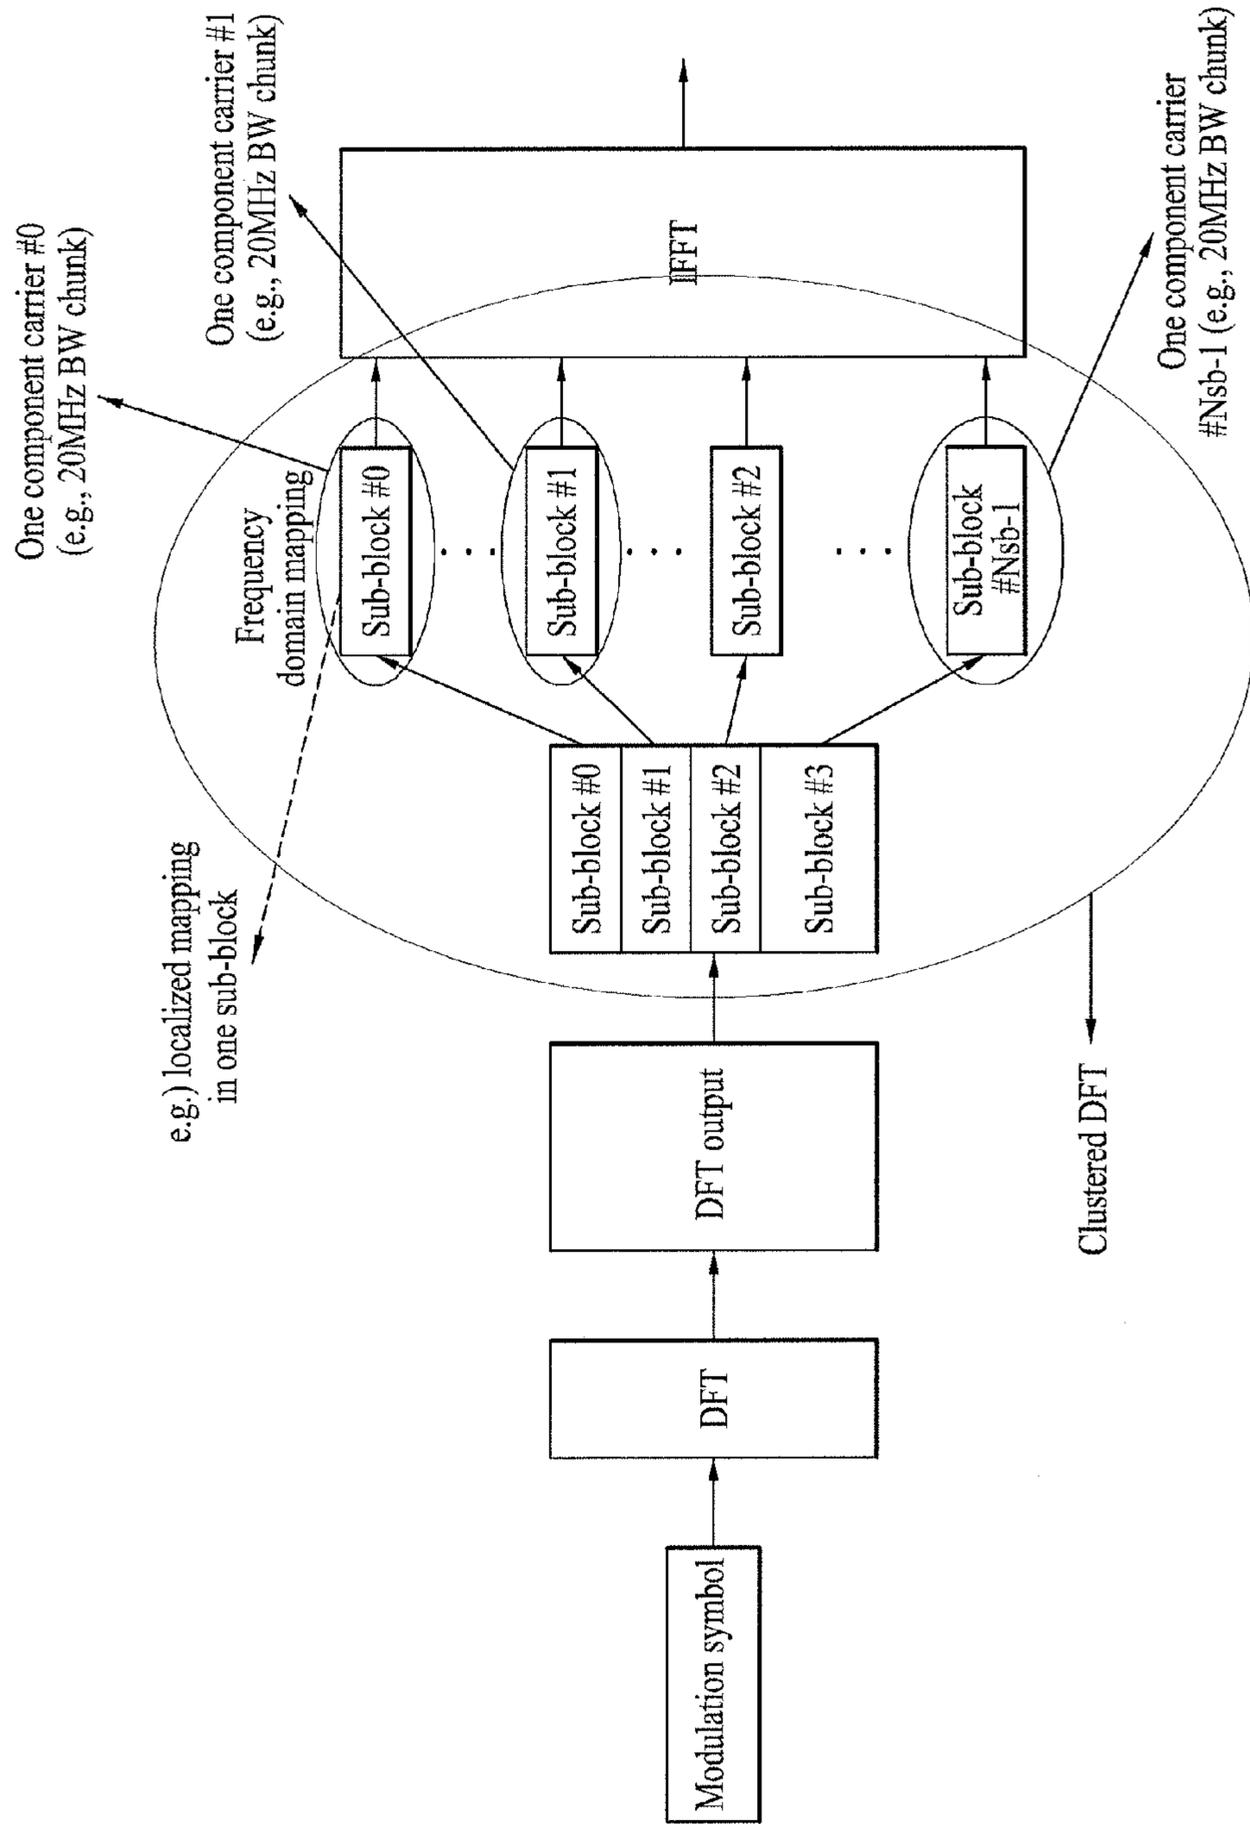 One component carrier #0
(e.g., 20MHz BW chunk)
One component carrier #1
(e.g., 20MHz BW chunk)
Frequency
domain mapping
e.g.) localized mapping
in one sub-block
Modulation symbol
DFT
DFT output
Sub-block #0
Sub-block #1
Sub-block #2
Sub-block #3
Sub-block #0
Sub-block #1
Sub-block #2
Sub-block
#Nsb-1
IFFT
Clustered DFT
One component carrier
#Nsb-1 (e.g., 20MHz BW chunk)